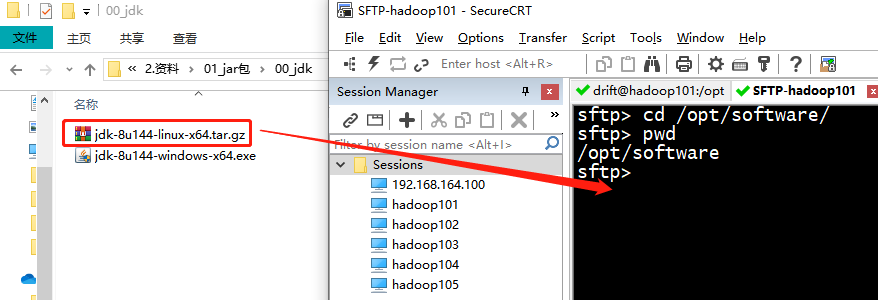 00_jdk
文件
主页
共享
查看
2.资料
01_jar包
00_jdk
名称
jdk-8u144-linux-x64.tar.gz
jdk-8u144-windows-x64.exe
SFTP-hadoop101 - SecureCRT
File Edit View Options Transfer Script Tools Window Help
Enter host <Alt+R>
Session Manager
drift@hadoop101:/opt
SFTP-hadoop101
Filter by session name <Alt+I>
Sessions
192.168.164.100
hadoop101
hadoop102
hadoop103
hadoop104
hadoop105
sftp> cd /opt/software/
sftp> pwd
/opt/software
sftp>